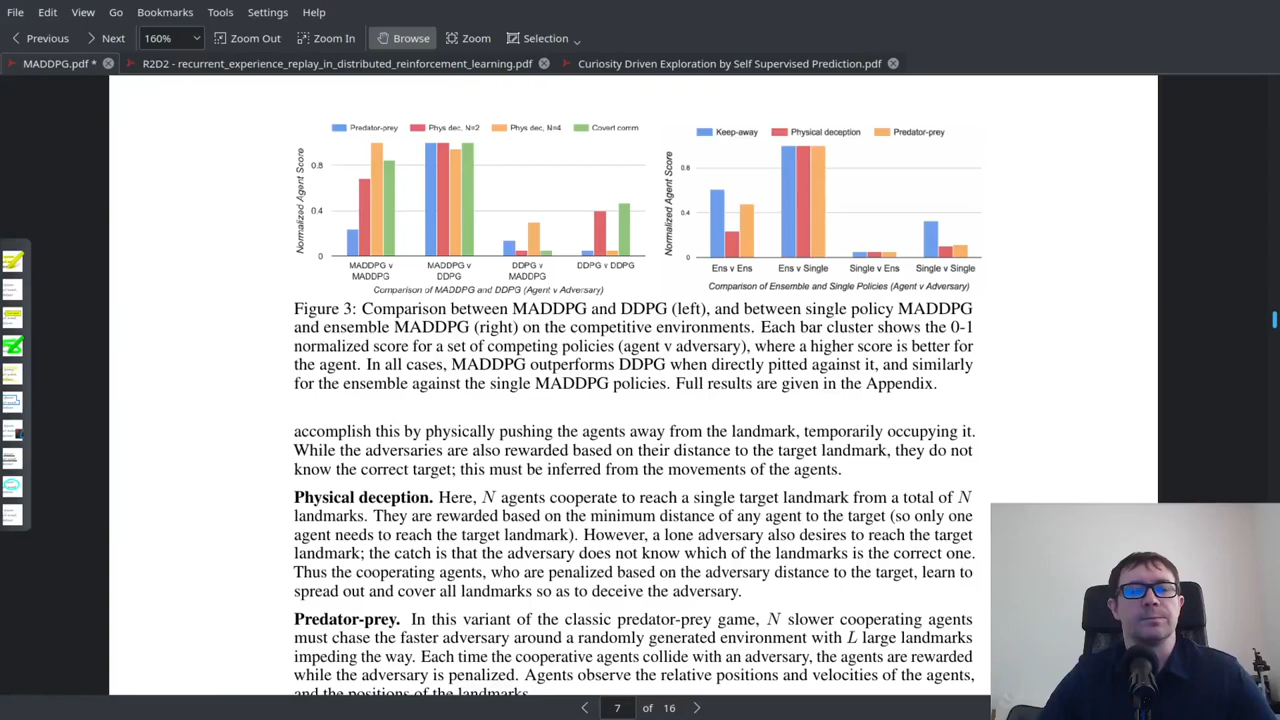 File Edit View Go Bookmarks Tools Settings Help
Previous Next 160% Zoom Out Zoom In Browse Zoom Selection
MADDPG.pdf * R2D2 - recurrent_experience_replay_in_distributed_reinforcement_learning.pdf Curiosity Driven Exploration by Self Supervised Prediction.pdf
Predator-prey Phys dec, N=2 Phys dec, N=4 Covert comm
Normalized Agent Score
0.8
0.4
0
MADDPG v MADDPG
MADDPG v DDPG
DDPG v MADDPG
DDPG v DDPG
Comparison of MADDPG and DDPG (Agent v Adversary)
Keep-away Physical deception Predator-prey
Normalized Agent Score
0.8
0.4
0
Ens v Ens Ens v Single Single v Ens Single v Single
Comparison of Ensemble and Single Policies (Agent v Adversary)
Figure 3: Comparison between MADDPG and DDPG (left), and between single policy MADDPG
and ensemble MADDPG (right) on the competitive environments. Each bar cluster shows the 0-1
normalized score for a set of competing policies (agent v adversary), where a higher score is better for
the agent. In all cases, MADDPG outperforms DDPG when directly pitted against it, and similarly
for the ensemble against the single MADDPG policies. Full results are given in the Appendix.
accomplish this by physically pushing the agents away from the landmark, temporarily occupying it.
While the adversaries are also rewarded based on their distance to the target landmark, they do not
know the correct target; this must be inferred from the movements of the agents.
Physical deception. Here, N agents cooperate to reach a single target landmark from a total of N
landmarks. They are rewarded based on the minimum distance of any agent to the target (so only one
agent needs to reach the target landmark). However, a lone adversary also desires to reach the target
landmark; the catch is that the adversary does not know which of the landmarks is the correct one.
Thus the cooperating agents, who are penalized based on the adversary distance to the target, learn to
spread out and cover all landmarks so as to deceive the adversary.
Predator-prey. In this variant of the classic predator-prey game, N slower cooperating agents
must chase the faster adversary around a randomly generated environment with L large landmarks
impeding the way. Each time the cooperative agents collide with an adversary, the agents are rewarded
while the adversary is penalized. Agents observe the relative positions and velocities of the agents,
and the positions of the landmarks.
7 of 16